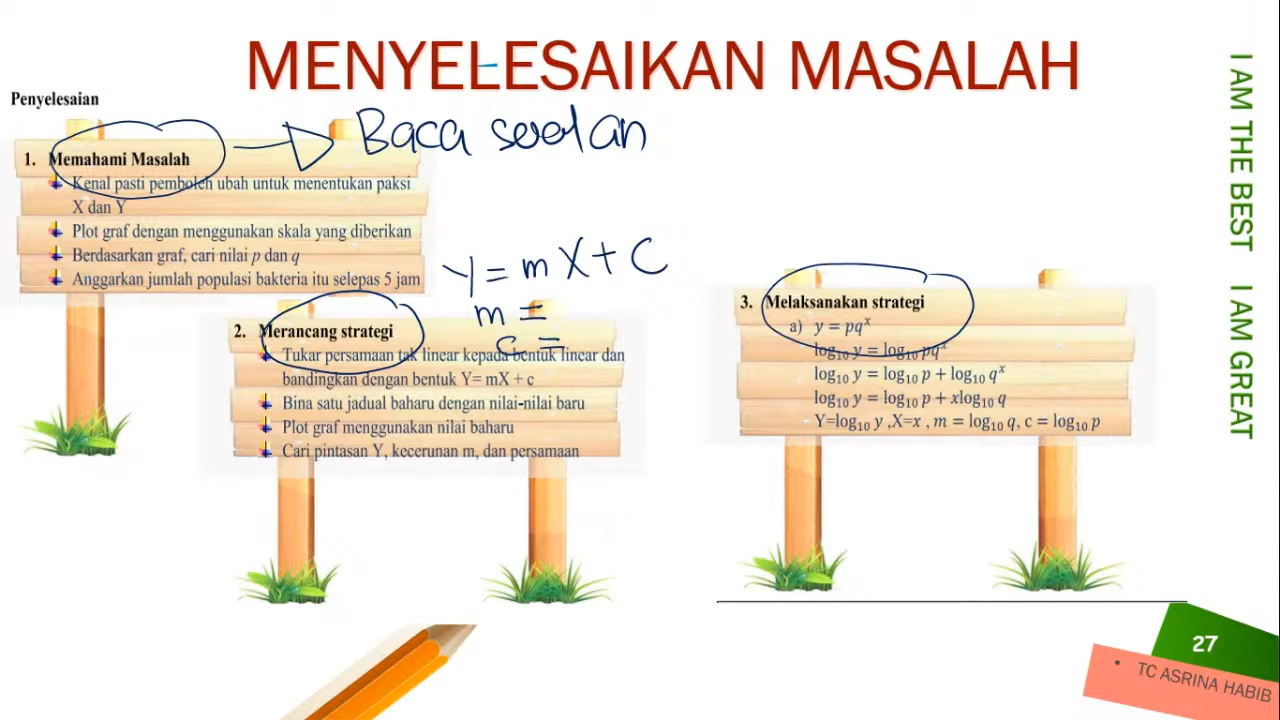 MENYELESAIKAN MASALAH
Penyelesaian
1. Memahami Masalah
Baca soalan
Kenal pasti pemboleh ubah untuk menentukan paksi
X dan Y
Plot graf dengan menggunakan skala yang diberikan
Berdasarkan graf, cari nilai p dan q
Anggarkan jumlah populasi bakteria itu selepas 5 jam
Y = mX + C
m =
c =
2. Merancang strategi
Tukar persamaan tak linear kepada bentuk linear dan
bandingkan dengan bentuk Y= mX + c
Bina satu jadual baharu dengan nilai-nilai baru
Plot graf menggunakan nilai baharu
Cari pintasan Y, kecerunan m, dan persamaan
3. Melaksanakan strategi
a) y = pqˣ
log₁₀ y = log₁₀ pqˣ
log₁₀ y = log₁₀ p + log₁₀ qˣ
log₁₀ y = log₁₀ p + xlog₁₀ q
Y=log₁₀ y ,X=x , m = log₁₀ q, c = log₁₀ p
I AM THE BEST I AM GREAT
27
• TC ASRINA HABIB